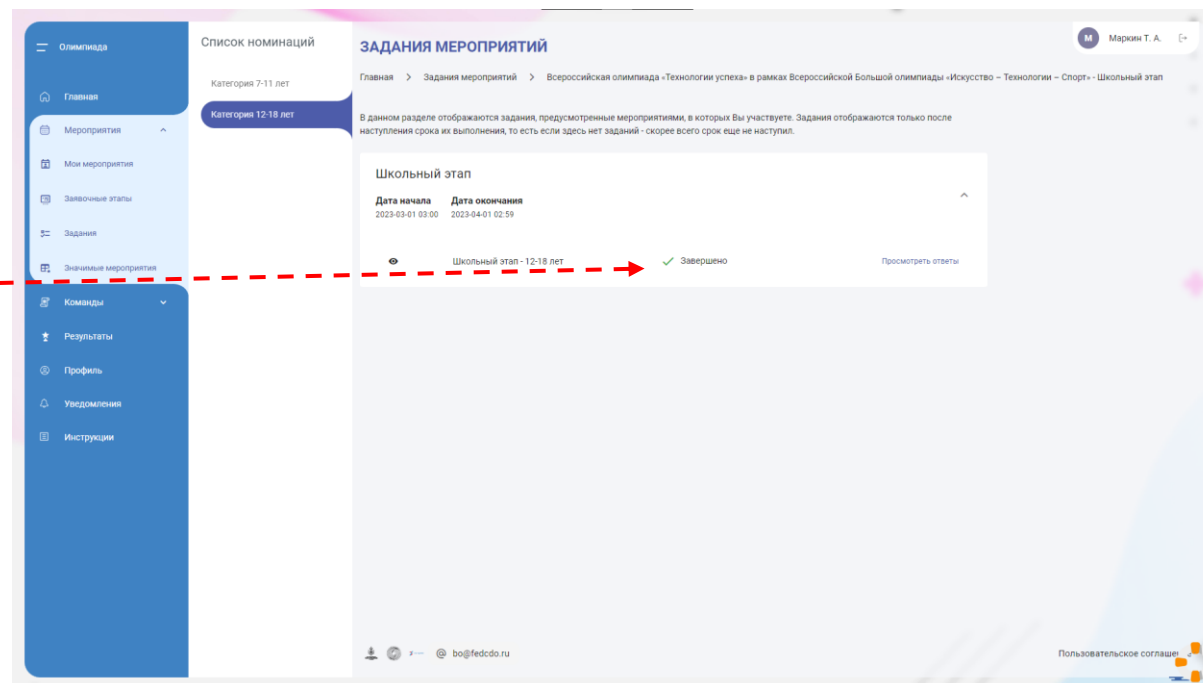 Олимпиада
Главная
Мероприятия
Мои мероприятия
Заявочные этапы
Задания
Значимые мероприятия
Команды
Результаты
Профиль
Уведомления
Инструкции
Список номинаций
Категория 7-11 лет
Категория 12-18 лет
ЗАДАНИЯ МЕРОПРИЯТИЙ
М Маркин Т. А.
Главная > Задания мероприятий > Всероссийская олимпиада «Технологии успеха» в рамках Всероссийской Большой олимпиады «Искусство – Технологии – Спорт» - Школьный этап
В данном разделе отображаются задания, предусмотренные мероприятиями, в которых Вы участвуете. Задания отображаются только после
наступления срока их выполнения, то есть если здесь нет заданий - скорее всего срок еще не наступил.
Школьный этап
Дата начала Дата окончания
2023-03-01 03:00 2023-04-01 02:59
Школьный этап - 12-18 лет Завершено Просмотреть ответы
@ bo@fedcdo.ru
Пользовательское